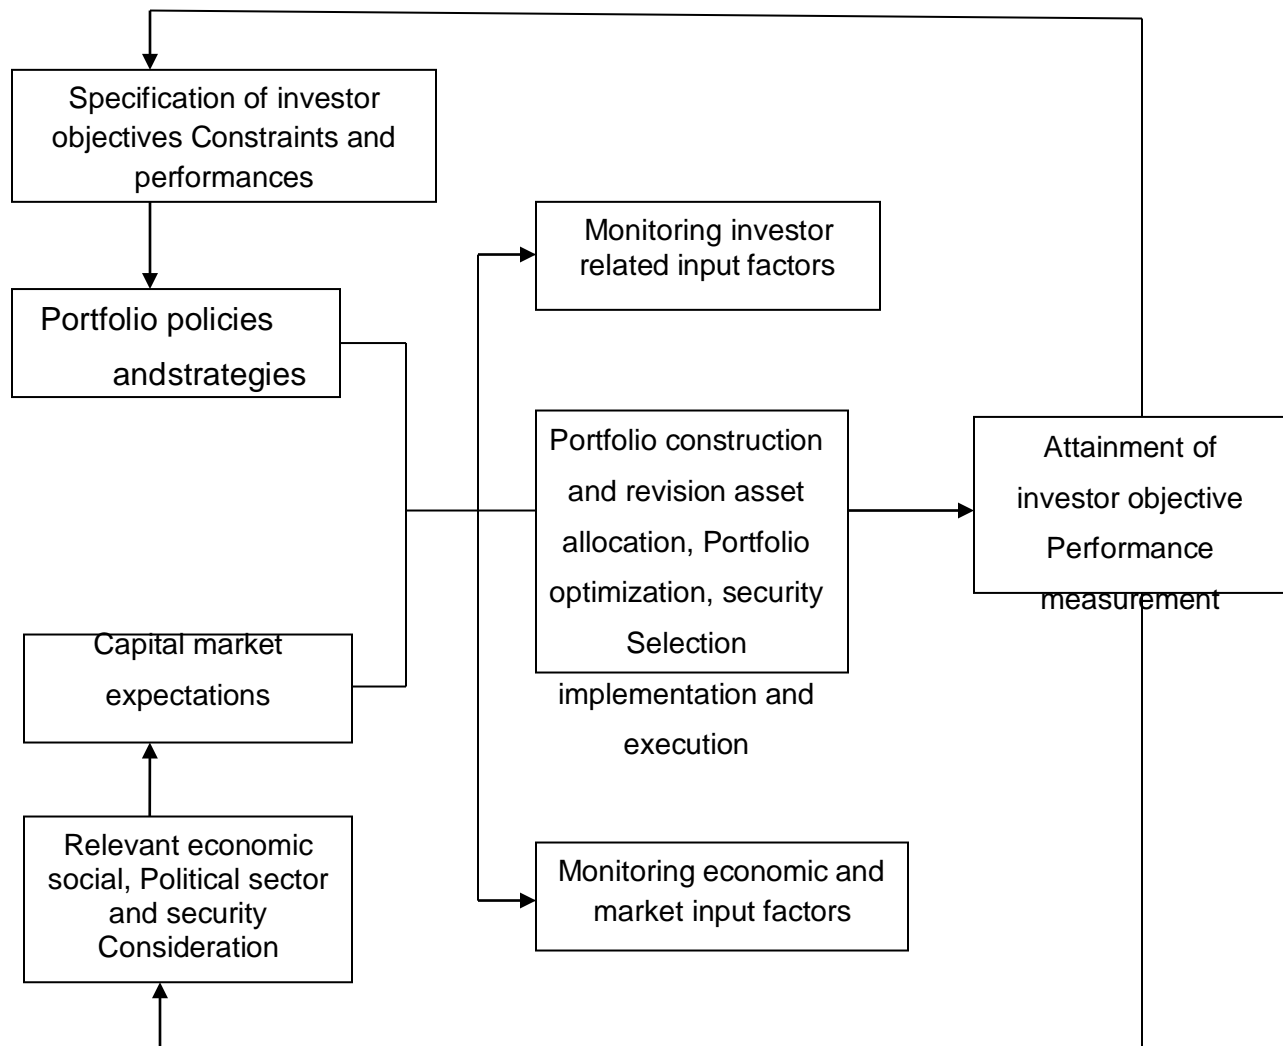 Specification of investor
objectives Constraints and
performances
Portfolio policies
andstrategies
Capital market
expectations
Relevant economic
social, Political sector
and security
Consideration
Monitoring investor
related input factors
Portfolio construction
and revision asset
allocation, Portfolio
optimization, security
Selection
implementation and
execution
Monitoring economic and
market input factors
Attainment of
investor objective
Performance
measurement